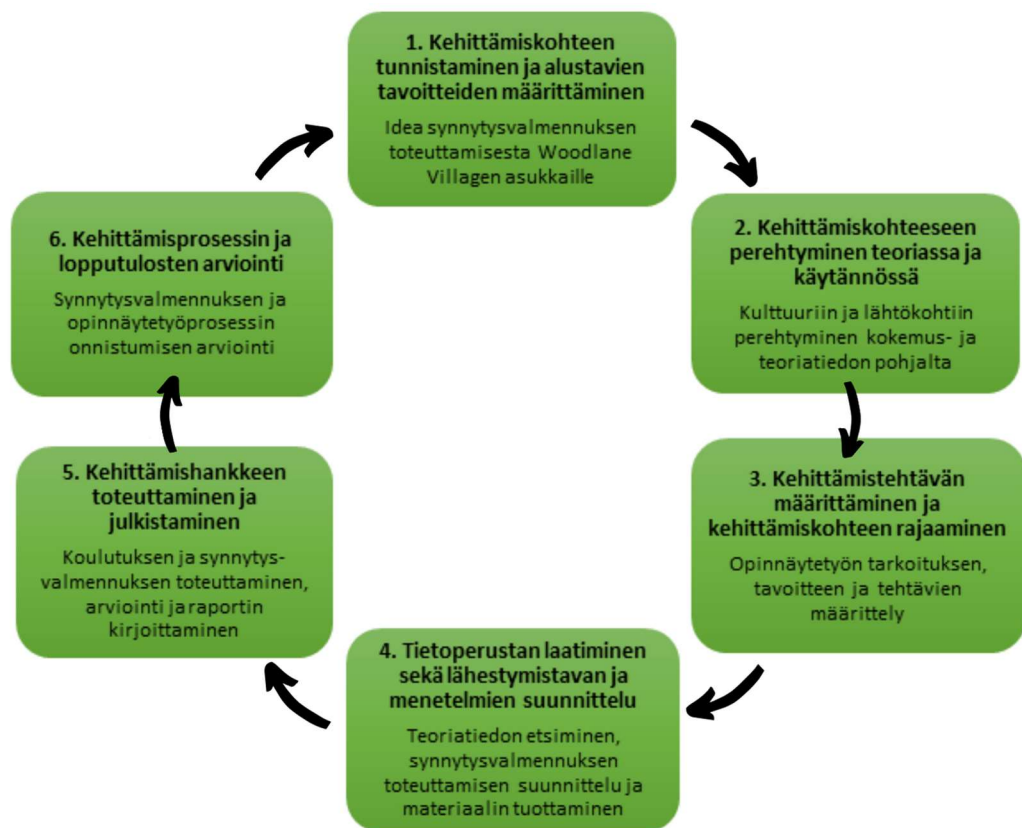 1. Kehittämiskohteen
tunnistaminen ja alustavien
tavoitteiden määrittäminen
Idea synnytysvalmennuksen
toteuttamisesta Woodlane
Villagen asukkaille
2. Kehittämiskohteeseen
perehtyminen teoriassa ja
käytännössä
Kulttuuriin ja lähtökohtiin
perehtyminen kokemus- ja
teoriatiedon pohjalta
3. Kehittämistehtävän
määrittäminen ja
kehittämiskohteen rajaaminen
Opinnäytetyön tarkoituksen,
tavoitteen ja tehtävien
määrittely
4. Tietoperustan laatiminen
sekä lähestymistavan ja
menetelmien suunnittelu
Teoriatiedon etsiminen,
synnytysvalmennuksen
toteuttamisen suunnittelu ja
materiaalin tuottaminen
5. Kehittämishankkeen
toteuttaminen ja
julkistaminen
Koulutuksen ja synnytys-
valmennuksen toteuttaminen,
arviointi ja raportin
kirjoittaminen
6. Kehittämisprosessin ja
lopputulosten arviointi
Synnytysvalmennuksen ja
opinnäytetyöprosessin
onnistumisen arviointi